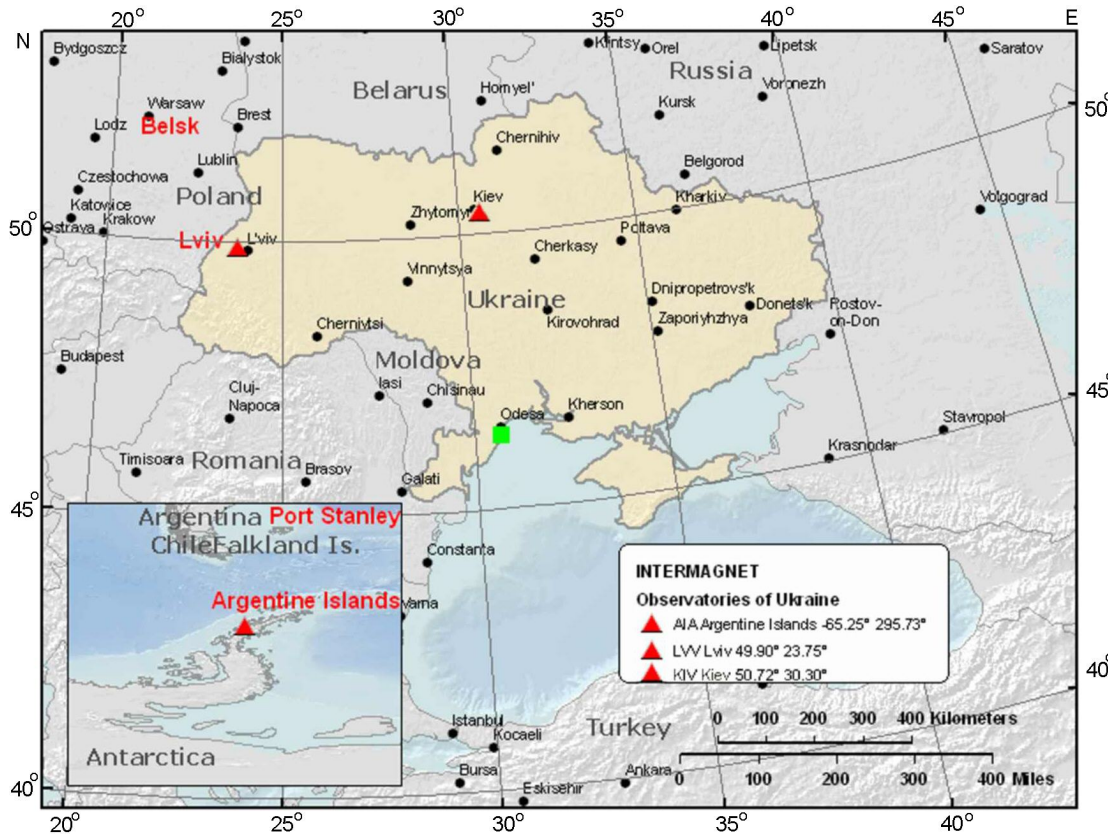 20° 25° 30° 35° 40° 45° E
N
Bydgoszcz
Bialystok
Klintsy
Orel
Lipetsk
Saratov
Belarus
Russia
Hornyel'
Voronezh
Warsaw
Kursk
50°
Lodz
Belsk
Brest
Chernihiv
Lublin
Belgorod
Czestochowa
Poland
Kiev
Kharkiv
Volgograd
Katowice
Zhytomyr
50°
Krakow
Ostrava
Lviv
L'viv
Poltava
Cherkasy
Vinnytsya
Ukraine
Dnipropetrovs'k
Donets'k
Rostov-
on-Don
Kirovohrad
Zaporiyhzhya
Chernivtsi
Budapest
Moldova
Iasi
Chisinau
45°
Cluj-
Napoca
Odesa
Kherson
Stavropol
Krasnodar
Timisoara
Romania
Brasov
Galati
45°
Argentina
Port Stanley
Chile
Falkland Is.
Constanta
Argentine Islands
Varna
Antarctica
INTERMAGNET
Observatories of Ukraine
AIA Argentine Islands -65.25° 295.73°
LVV Lviv 49.90° 23.75°
KIV Kiev 50.72° 30.30°
40°
Istanbul
Kocaeli
Turkey
0 100 200 300 400 Kilometers
Bursa
Ankara
0 100 200 300 400 Miles
40°
Eskisehir
20° 25° 30° 35° 40°